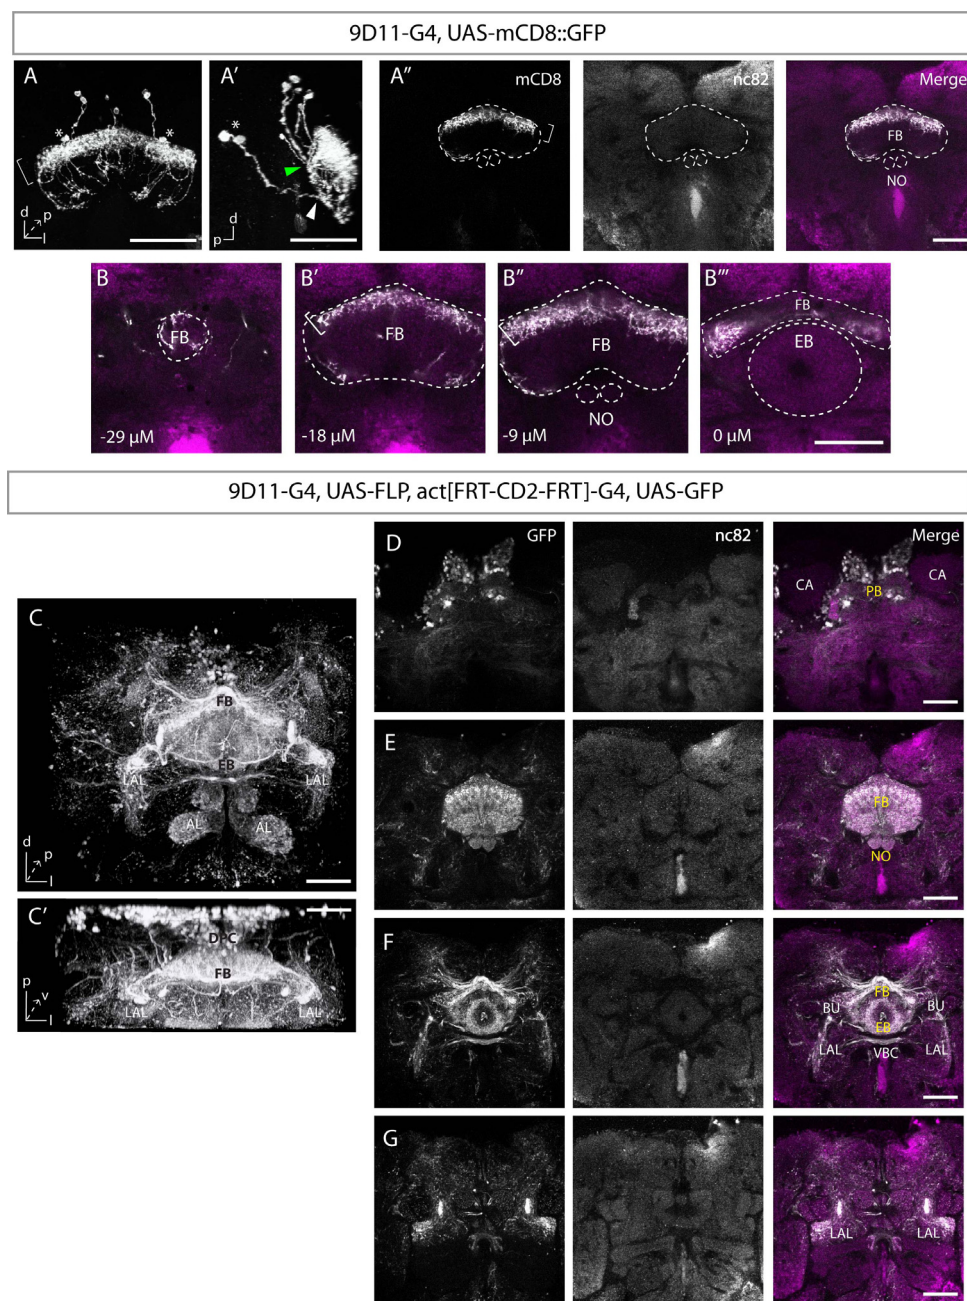 9D11-G4, UAS-mCD8::GFP
A
A'
A" mCD8
nc82
Merge
* *
*
FB
NO
d p l
d p
B
B'
B"
B'''
FB
FB
FB
FB
EB
NO
-29 μM
-18 μM
-9 μM
0 μM
9D11-G4, UAS-FLP, act[FRT-CD2-FRT]-G4, UAS-GFP
D GFP
nc82
Merge
CA PB CA
C
FB
EB
LAL LAL
AL AL
d p l
E
FB
NO
C'
DPC
FB
LAL LAL
p v l
F
FB
BU BU
EB
LAL VBC LAL
G
LAL LAL